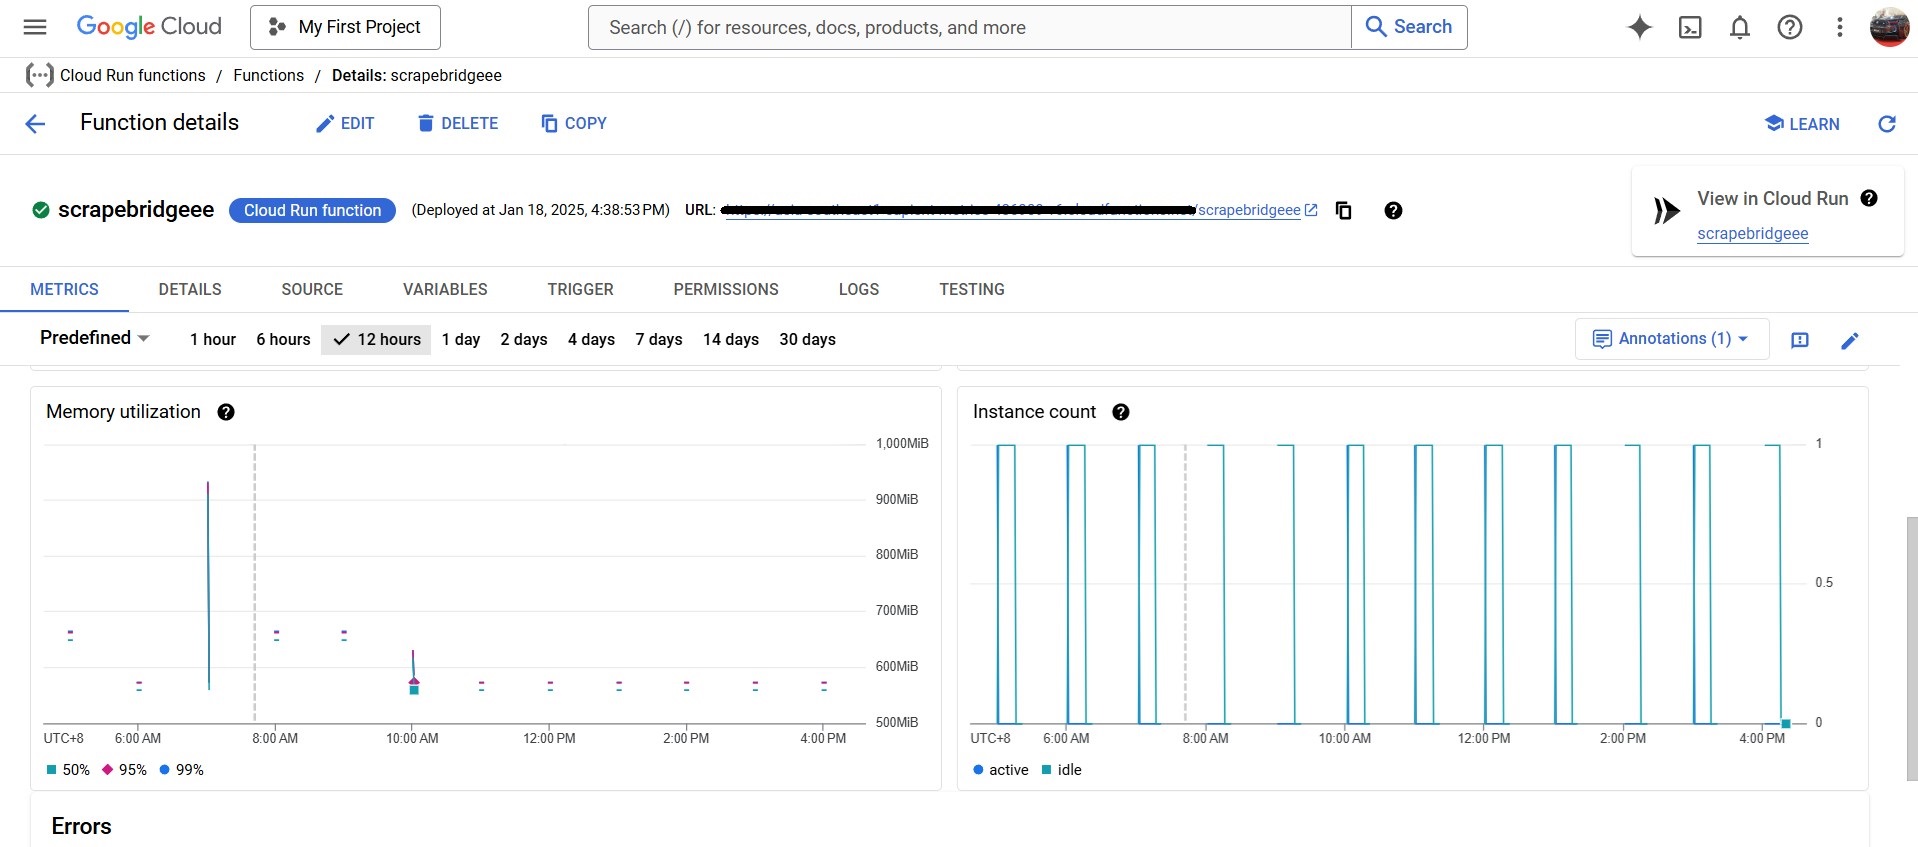 Google Cloud My First Project Search (/) for resources, docs, products, and more Search
Cloud Run functions / Functions / Details: scrapebridgeee
Function details EDIT DELETE COPY LEARN
scrapebridgeee Cloud Run function (Deployed at Jan 18, 2025, 4:38:53 PM) URL: /scrapebridgeee
View in Cloud Run
scrapebridgeee
METRICS DETAILS SOURCE VARIABLES TRIGGER PERMISSIONS LOGS TESTING
Predefined 1 hour 6 hours 12 hours 1 day 2 days 4 days 7 days 14 days 30 days Annotations (1)
Memory utilization
1,000MiB
900MiB
800MiB
700MiB
600MiB
500MiB
UTC+8 6:00 AM 8:00 AM 10:00 AM 12:00 PM 2:00 PM 4:00 PM
50% 95% 99%
Instance count
1
0.5
0
UTC+8 6:00 AM 8:00 AM 10:00 AM 12:00 PM 2:00 PM 4:00 PM
active idle
Errors